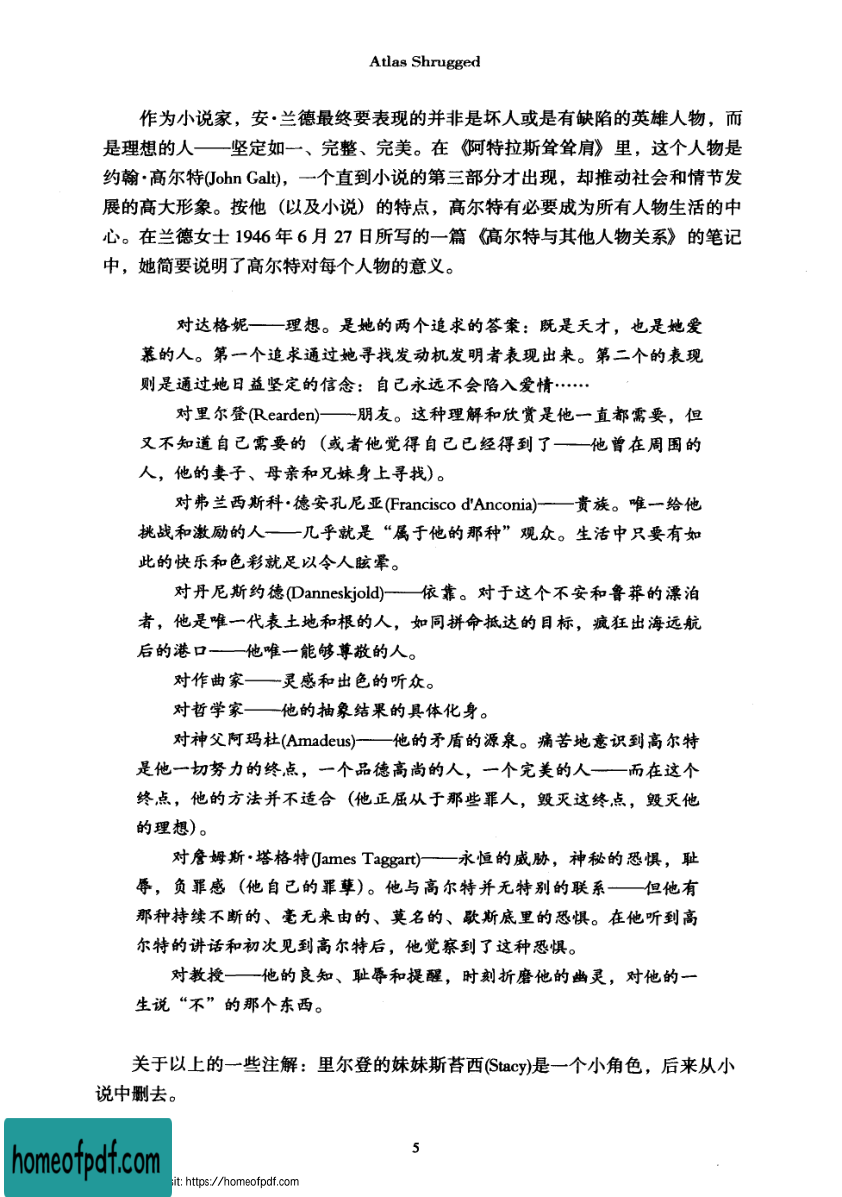 Atlas Shrugged
作为小说家，安·兰德最终要表现的并非是坏人或是有缺陷的英雄人物，而
是理想的人——坚定如一、完整、完美。在《阿特拉斯耸耸肩》里，这个人物是
约翰·高尔特(John Galt)，一个直到小说的第三部分才出现，却推动社会和情节发
展的高大形象。按他（以及小说）的特点，高尔特有必要成为所有人物生活的中
心。在兰德女士 1946 年 6 月 27 日所写的一篇《高尔特与其他人物关系》的笔记
中，她简要说明了高尔特对每个人物的意义。
对达格妮——理想。是她的两个追求的答案：既是天才，也是她爱
慕的人。第一个追求通过她寻找发动机发明者表现出来。第二个的表现
则是通过她日益坚定的信念：自己永远不会陷入爱情……
对里尔登(Rearden)——朋友。这种理解和欣赏是他一直都需要，但
又不知道自己需要的（或者他觉得自己已经得到了——他曾在周围的
人，他的妻子、母亲和兄妹身上寻找）。
对弗兰西斯科·德安孔尼亚(Francisco d'Anconia)——贵族。唯一给他
挑战和激励的人——几乎就是“属于他的那种”观众。生活中只要有如
此的快乐和色彩就足以令人眩晕。
对丹尼斯约德(Danneskjold)——依靠。对于这个不安和鲁莽的漂泊
者，他是唯一代表土地和根的人，如同拼命抵达的目标，疯狂出海远航
后的港口——他唯一能够尊敬的人。
对作曲家——灵感和出色的听众。
对哲学家——他的抽象结果的具体化身。
对神父阿玛杜(Amadeus)——他的矛盾的源泉。痛苦地意识到高尔特
是他一切努力的终点，一个品德高尚的人，一个完美的人——而在这个
终点，他的方法并不适合（他正屈从于那些罪人，毁灭这终点，毁灭他
的理想）。
对詹姆斯·塔格特(James Taggart)——永恒的威胁，神秘的恐惧，耻
辱，负罪感（他自己的罪孽）。他与高尔特并无特别的联系——但他有
那种持续不断的、毫无来由的、莫名的、歇斯底里的恐惧。在他听到高
尔特的讲话和初次见到高尔特后，他觉察到了这种恐惧。
对教授——他的良知、耻辱和提醒，时刻折磨他的幽灵，对他的一
生说“不”的那个东西。
关于以上的一些注解：里尔登的妹妹斯苔西(Stacy)是一个小角色，后来从小
说中删去。
5
homeofpdf.com
sit: https://homeofpdf.com